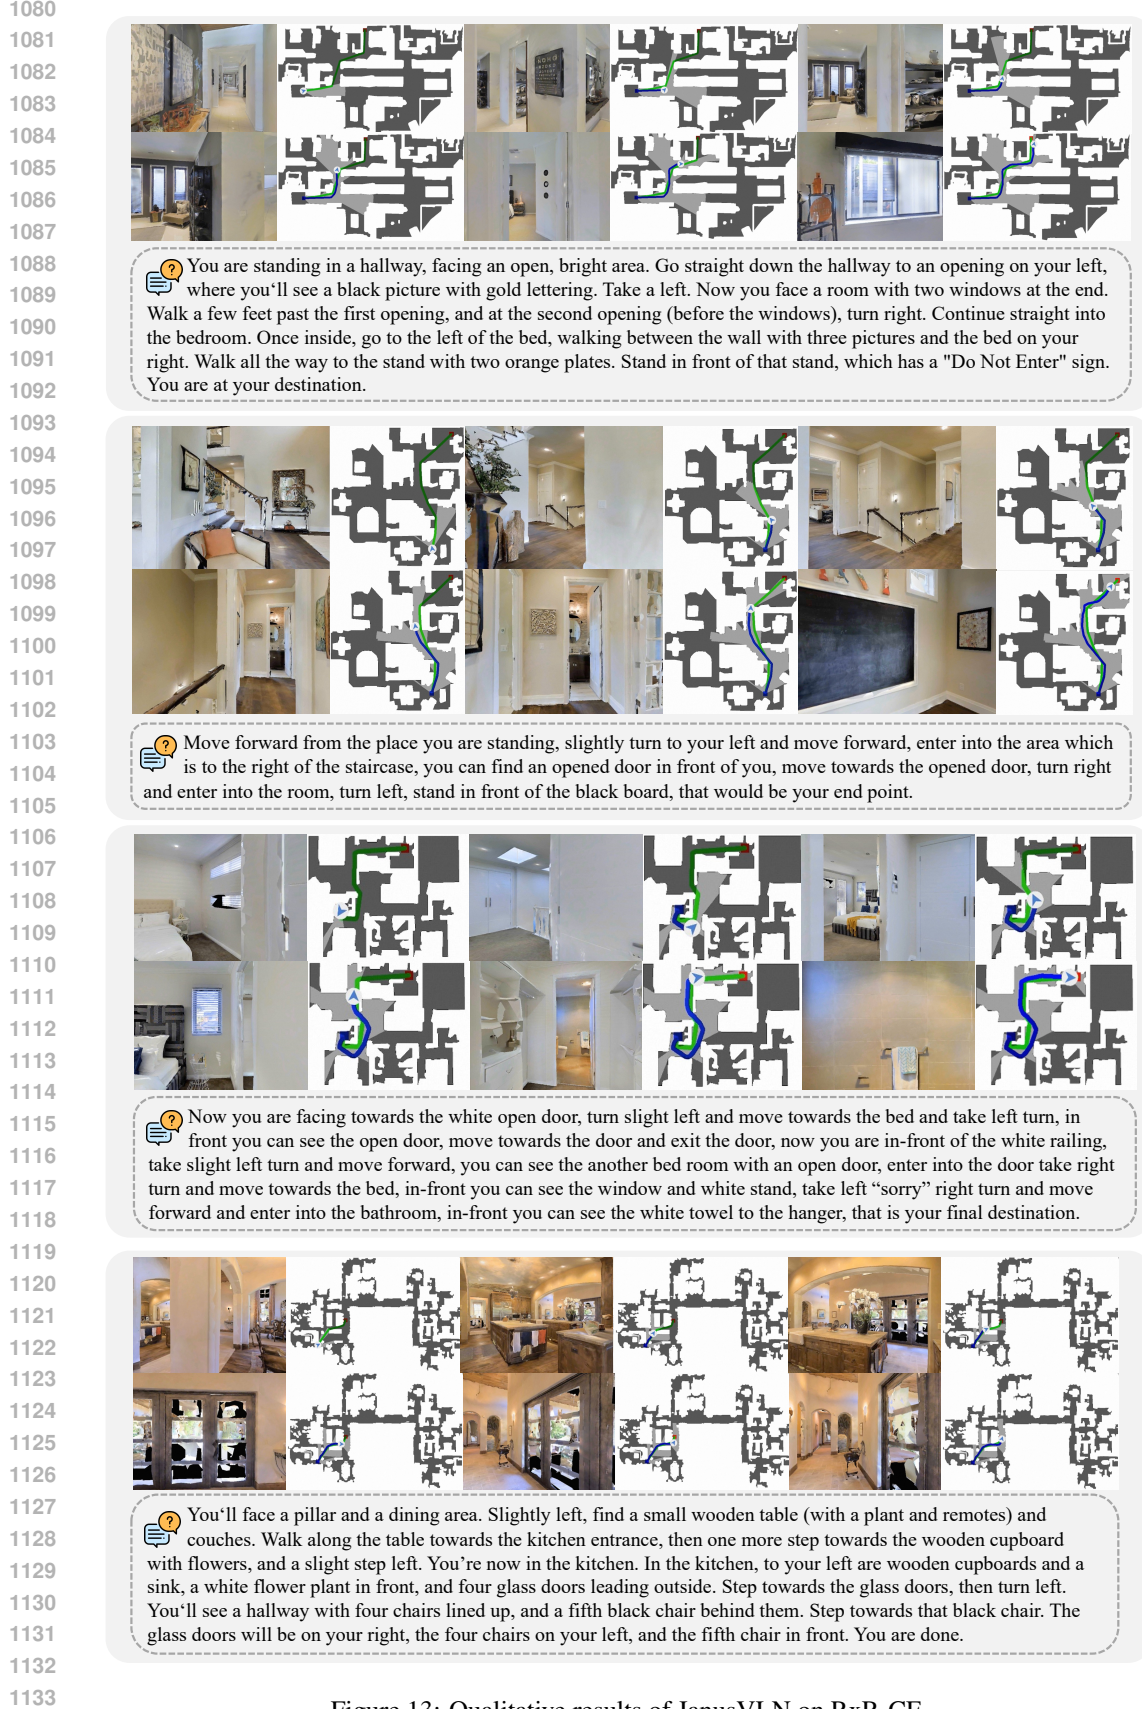 1080
1081
1082
1083
1084
1085
1086
1087
1088
1089
1090
1091
1092
1093
1094
1095
1096
1097
1098
1099
1100
1101
1102
1103
1104
1105
1106
1107
1108
1109
1110
1111
1112
1113
1114
1115
1116
1117
1118
1119
1120
1121
1122
1123
1124
1125
1126
1127
1128
1129
1130
1131
1132
1133
You are standing in a hallway, facing an open, bright area. Go straight down the hallway to an opening on your left,
where you‘ll see a black picture with gold lettering. Take a left. Now you face a room with two windows at the end.
Walk a few feet past the first opening, and at the second opening (before the windows), turn right. Continue straight into
the bedroom. Once inside, go to the left of the bed, walking between the wall with three pictures and the bed on your
right. Walk all the way to the stand with two orange plates. Stand in front of that stand, which has a "Do Not Enter" sign.
You are at your destination.
Move forward from the place you are standing, slightly turn to your left and move forward, enter into the area which
is to the right of the staircase, you can find an opened door in front of you, move towards the opened door, turn right
and enter into the room, turn left, stand in front of the black board, that would be your end point.
Now you are facing towards the white open door, turn slight left and move towards the bed and take left turn, in
front you can see the open door, move towards the door and exit the door, now you are in-front of the white railing,
take slight left turn and move forward, you can see the another bed room with an open door, enter into the door take right
turn and move towards the bed, in-front you can see the window and white stand, take left “sorry” right turn and move
forward and enter into the bathroom, in-front you can see the white towel to the hanger, that is your final destination.
You‘ll face a pillar and a dining area. Slightly left, find a small wooden table (with a plant and remotes) and
couches. Walk along the table towards the kitchen entrance, then one more step towards the wooden cupboard
with flowers, and a slight step left. You're now in the kitchen. In the kitchen, to your left are wooden cupboards and a
sink, a white flower plant in front, and four glass doors leading outside. Step towards the glass doors, then turn left.
You‘ll see a hallway with four chairs lined up, and a fifth black chair behind them. Step towards that black chair. The
glass doors will be on your right, the four chairs on your left, and the fifth chair in front. You are done.
Figure 13: Qualitative results of JanusVLN on RxR-CE